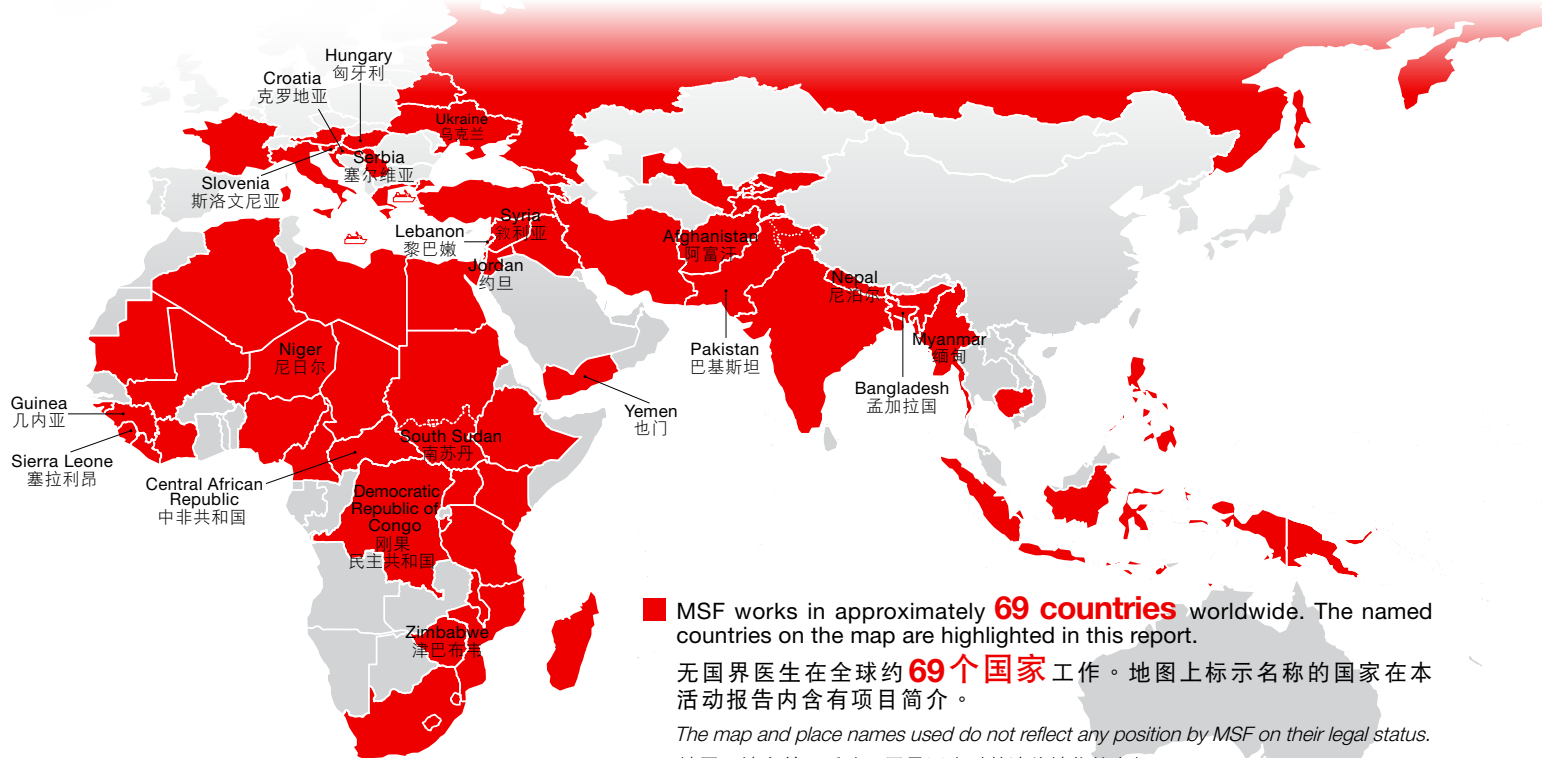 Hungary
匈牙利
Croatia
克罗地亚
Ukraine
乌克兰
Serbia
塞尔维亚
Slovenia
斯洛文尼亚
Syria
叙利亚
Lebanon
黎巴嫩
Afghanistan
阿富汗
Jordan
约旦
Nepal
尼泊尔
Niger
尼日尔
Pakistan
巴基斯坦
Myanmar
缅甸
Bangladesh
孟加拉国
Guinea
几内亚
Yemen
也门
South Sudan
南苏丹
Sierra Leone
塞拉利昂
Central African
Republic
中非共和国
Democratic
Republic of
Congo
刚果
民主共和国
Zimbabwe
津巴布韦
MSF works in approximately 69 countries worldwide. The named
countries on the map are highlighted in this report.
无国界医生在全球约69个国家工作。地图上标示名称的国家在本
活动报告内含有项目简介。
The map and place names used do not reflect any position by MSF on their legal status.